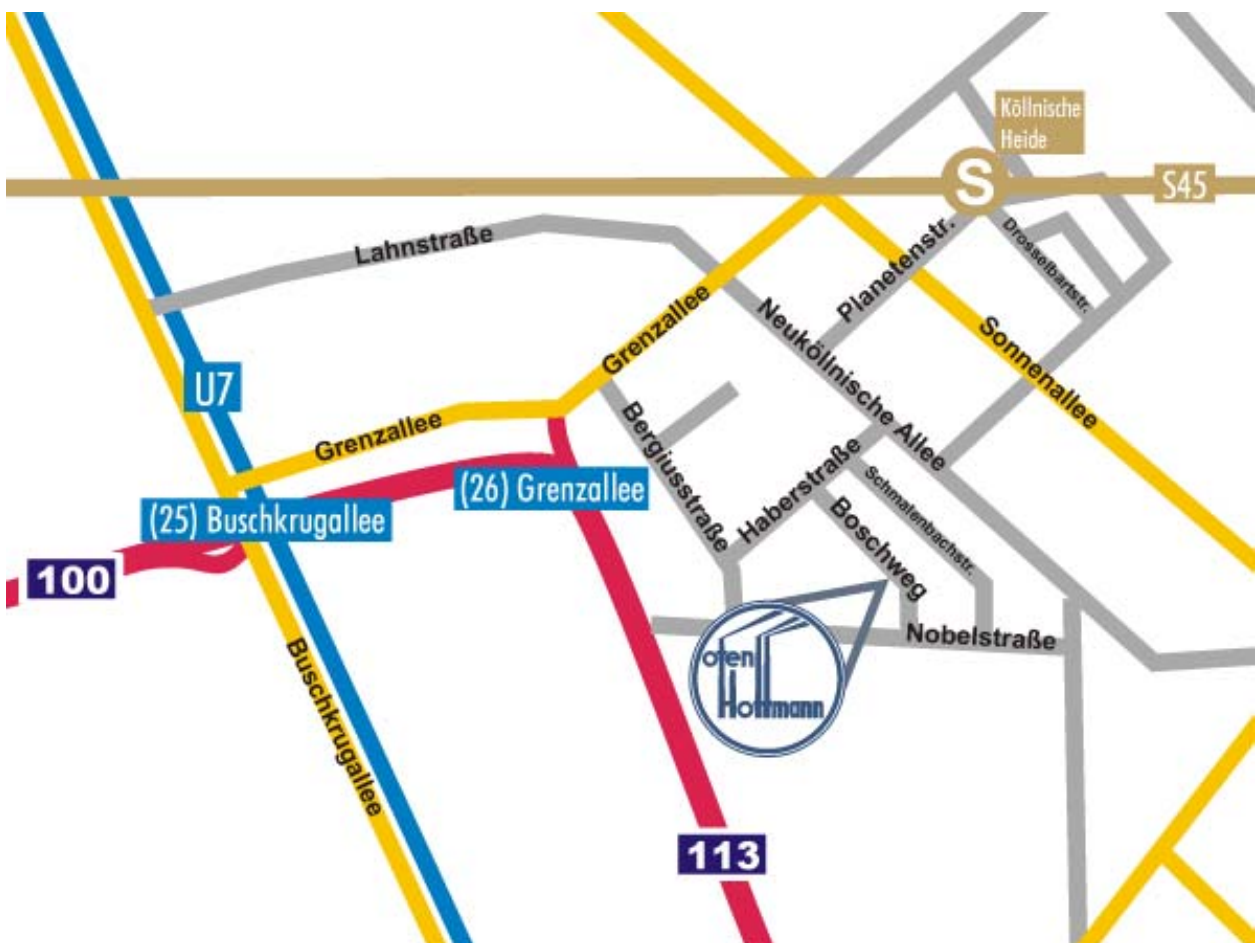 Köllnische
Heide
S
S45
Lahnstraße
Planetenstr.
Drosselbartstr.
Grenzallee
Neuköllnische Allee
Sonnenallee
U7
Grenzallee
Bergiusstraße
Haberstraße
Schmalenbachstr.
(26) Grenzallee
(25) Buschkrugallee
Boschweg
100
Nobelstraße
Buschkrugallee
ofen
Hoffmann
113